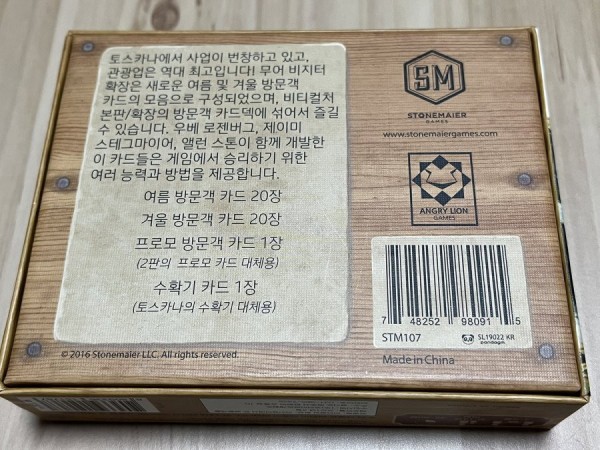 토스카나에서 사업이 번창하고 있고,
관광업은 역대 최고입니다! 무어 비지터
확장은 새로운 여름 및 겨울 방문객
카드의 모음으로 구성되었으며, 비티컬처
본판/확장의 방문객 카드덱에 섞어서 즐길
수 있습니다. 우베 로젠버그, 제이미
스테그마이어, 앨런 스톤이 함께 개발한
이 카드들은 게임에서 승리하기 위한
여러 능력과 방법을 제공합니다.
여름 방문객 카드 20장
겨울 방문객 카드 20장
프로모 방문객 카드 1장
(2판의 프로모 카드 대체용)
수확기 카드 1장
(토스카나의 수확기 대체용)
© 2016 Stonemaier LLC. All rights reserved.
SM
STONEMAIER
GAMES
www.stonemaiergames.com
ANGRY LION
GAMES
7 48252 98091 5
STM107
SL19022 KR
panda
Made in China